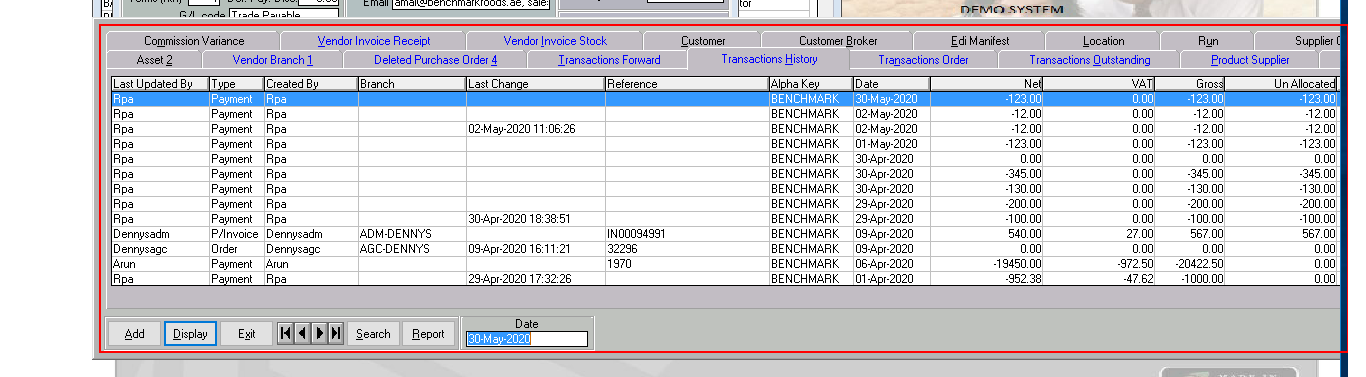 Email amal@benchmarkfoods.ae, sale:
G/L code Trade Payable
tor
DEMO SYSTEM
Commission Variance Vendor Invoice Receipt Vendor Invoice Stock Customer Customer Broker Edi Manifest Location Run Supplier
Asset 2 Vendor Branch 1 Deleted Purchase Order 4 Transactions Forward Transactions History Transactions Order Transactions Outstanding Product Supplier
Last Updated By Type Created By Branch Last Change Reference Alpha Key Date Net VAT Gross Un Allocated
Rpa Payment Rpa BENCHMARK 30-May-2020 -123.00 0.00 -123.00 -123.00
Rpa Payment Rpa BENCHMARK 02-May-2020 -12.00 0.00 -12.00 -12.00
Rpa Payment Rpa 02-May-2020 11:06:26 BENCHMARK 02-May-2020 -12.00 0.00 -12.00 -12.00
Rpa Payment Rpa BENCHMARK 01-May-2020 -123.00 0.00 -123.00 -123.00
Rpa Payment Rpa BENCHMARK 30-Apr-2020 0.00 0.00 0.00 0.00
Rpa Payment Rpa BENCHMARK 30-Apr-2020 -345.00 0.00 -345.00 -345.00
Rpa Payment Rpa BENCHMARK 30-Apr-2020 -130.00 0.00 -130.00 -130.00
Rpa Payment Rpa BENCHMARK 29-Apr-2020 -200.00 0.00 -200.00 -200.00
Rpa Payment Rpa 30-Apr-2020 18:38:51 BENCHMARK 29-Apr-2020 -100.00 0.00 -100.00 -100.00
Dennysadm P/Invoice Dennysadm ADM-DENNYS IN00094991 BENCHMARK 09-Apr-2020 540.00 27.00 567.00 567.00
Dennysagc Order Dennysagc AGC-DENNYS 09-Apr-2020 16:11:21 32296 BENCHMARK 09-Apr-2020 0.00 0.00 0.00 0.00
Arun Payment Arun 1970 BENCHMARK 06-Apr-2020 -19450.00 -972.50 -20422.50 0.00
Rpa Payment Rpa 29-Apr-2020 17:32:26 BENCHMARK 01-Apr-2020 -952.38 -47.62 -1000.00 0.00
Add Display Exit Search Report
Date
30-May-2020
MADE IN